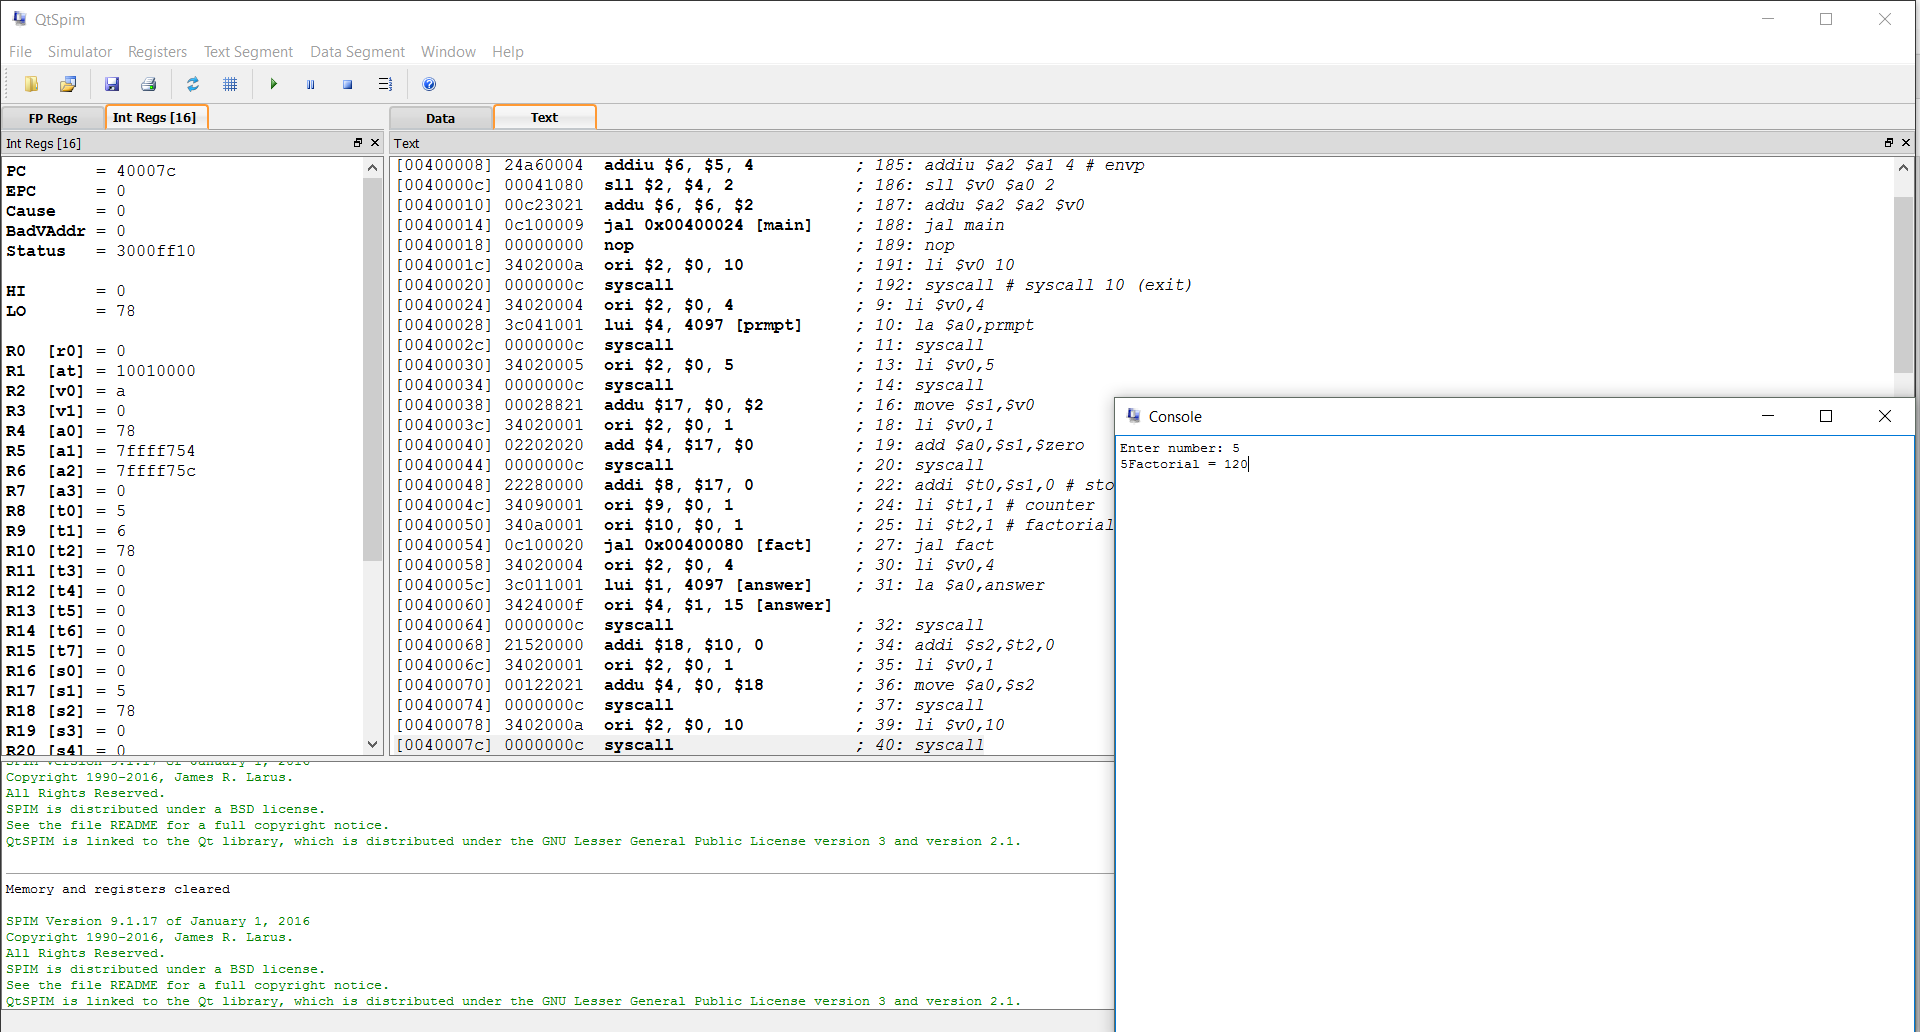 QtSpim
File Simulator Registers Text Segment Data Segment Window Help
FP Regs Int Regs [16]
Int Regs [16]
PC = 40007c
EPC = 0
Cause = 0
BadVAddr = 0
Status = 3000ff10
HI = 0
LO = 78
R0 [r0] = 0
R1 [at] = 10010000
R2 [v0] = a
R3 [v1] = 0
R4 [a0] = 78
R5 [a1] = 7ffff754
R6 [a2] = 7ffff75c
R7 [a3] = 0
R8 [t0] = 5
R9 [t1] = 6
R10 [t2] = 78
R11 [t3] = 0
R12 [t4] = 0
R13 [t5] = 0
R14 [t6] = 0
R15 [t7] = 0
R16 [s0] = 0
R17 [s1] = 5
R18 [s2] = 78
R19 [s3] = 0
R20 [s4] = 0
Data Text
Text
[00400008] 24a60004 addiu $6, $5, 4 ; 185: addiu $a2 $a1 4 # envp
[0040000c] 00041080 sll $2, $4, 2 ; 186: sll $v0 $a0 2
[00400010] 00c23021 addu $6, $6, $2 ; 187: addu $a2 $a2 $v0
[00400014] 0c100009 jal 0x00400024 [main] ; 188: jal main
[00400018] 00000000 nop ; 189: nop
[0040001c] 3402000a ori $2, $0, 10 ; 191: li $v0 10
[00400020] 0000000c syscall ; 192: syscall # syscall 10 (exit)
[00400024] 34020004 ori $2, $0, 4 ; 9: li $v0,4
[00400028] 3c041001 lui $4, 4097 [prmpt] ; 10: la $a0,prmpt
[0040002c] 0000000c syscall ; 11: syscall
[00400030] 34020005 ori $2, $0, 5 ; 13: li $v0,5
[00400034] 0000000c syscall ; 14: syscall
[00400038] 00028821 addu $17, $0, $2 ; 16: move $s1,$v0
[0040003c] 34020001 ori $2, $0, 1 ; 18: li $v0,1
[00400040] 02202020 add $4, $17, $0 ; 19: add $a0,$s1,$zero
[00400044] 0000000c syscall ; 20: syscall
[00400048] 22280000 addi $8, $17, 0 ; 22: addi $t0,$s1,0 # sto
[0040004c] 34090001 ori $9, $0, 1 ; 24: li $t1,1 # counter
[00400050] 340a0001 ori $10, $0, 1 ; 25: li $t2,1 # factorial
[00400054] 0c100020 jal 0x00400080 [fact] ; 27: jal fact
[00400058] 34020004 ori $2, $0, 4 ; 30: li $v0,4
[0040005c] 3c011001 lui $1, 4097 [answer] ; 31: la $a0,answer
[00400060] 3424000f ori $4, $1, 15 [answer]
[00400064] 0000000c syscall ; 32: syscall
[00400068] 21520000 addi $18, $10, 0 ; 34: addi $s2,$t2,0
[0040006c] 34020001 ori $2, $0, 1 ; 35: li $v0,1
[00400070] 00122021 addu $4, $0, $18 ; 36: move $a0,$s2
[00400074] 0000000c syscall ; 37: syscall
[00400078] 3402000a ori $2, $0, 10 ; 39: li $v0,10
[0040007c] 0000000c syscall ; 40: syscall
Console
Enter number: 5
5Factorial = 120
SPIM Version 9.1.17 of January 1, 2016
Copyright 1990-2016, James R. Larus.
All Rights Reserved.
SPIM is distributed under a BSD license.
See the file README for a full copyright notice.
QtSPIM is linked to the Qt library, which is distributed under the GNU Lesser General Public License version 3 and version 2.1.
Memory and registers cleared
SPIM Version 9.1.17 of January 1, 2016
Copyright 1990-2016, James R. Larus.
All Rights Reserved.
SPIM is distributed under a BSD license.
See the file README for a full copyright notice.
QtSPIM is linked to the Qt library, which is distributed under the GNU Lesser General Public License version 3 and version 2.1.